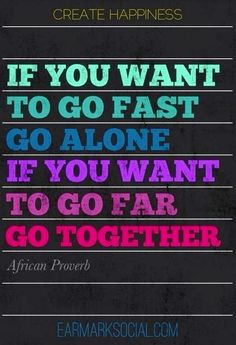 CREATE HAPPINESS
IF YOU WANT
TO GO FAST
GO ALONE
IF YOU WANT
TO GO FAR
GO TOGETHER
African Proverb
EARMARKSOCIAL.COM